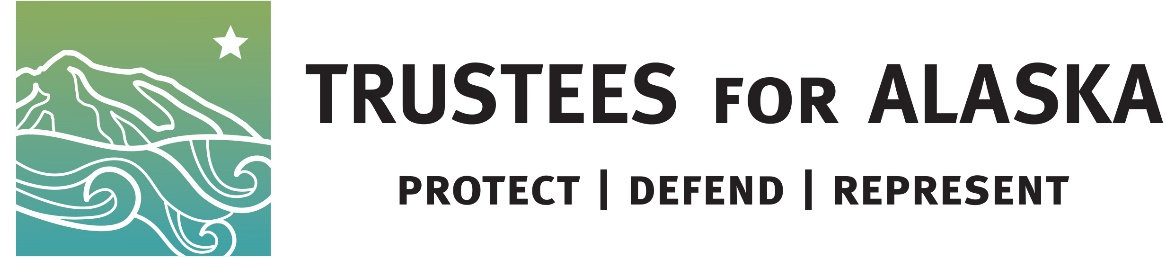 TRUSTEES FOR ALASKA
PROTECT | DEFEND | REPRESENT